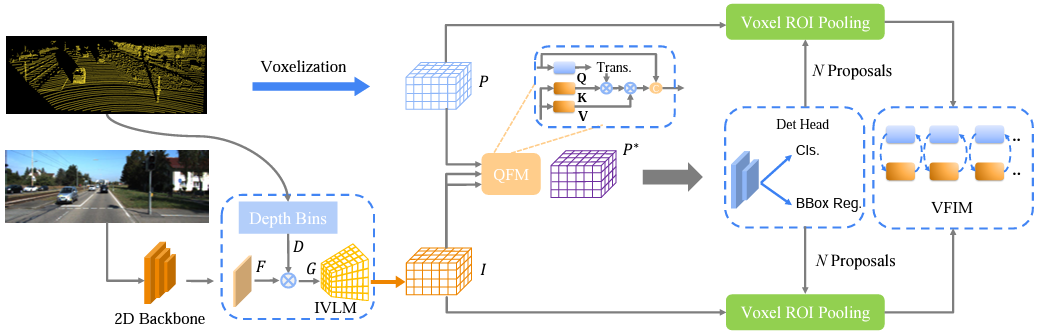 Voxel ROI Pooling
Voxelization
P
Trans.
Q
K
V
C
N Proposals
Det Head
Cls.
BBox Reg.
VFIM
..
..
QFM
P*
Depth Bins
D
F
G
IVLM
I
2D Backbone
N Proposals
Voxel ROI Pooling